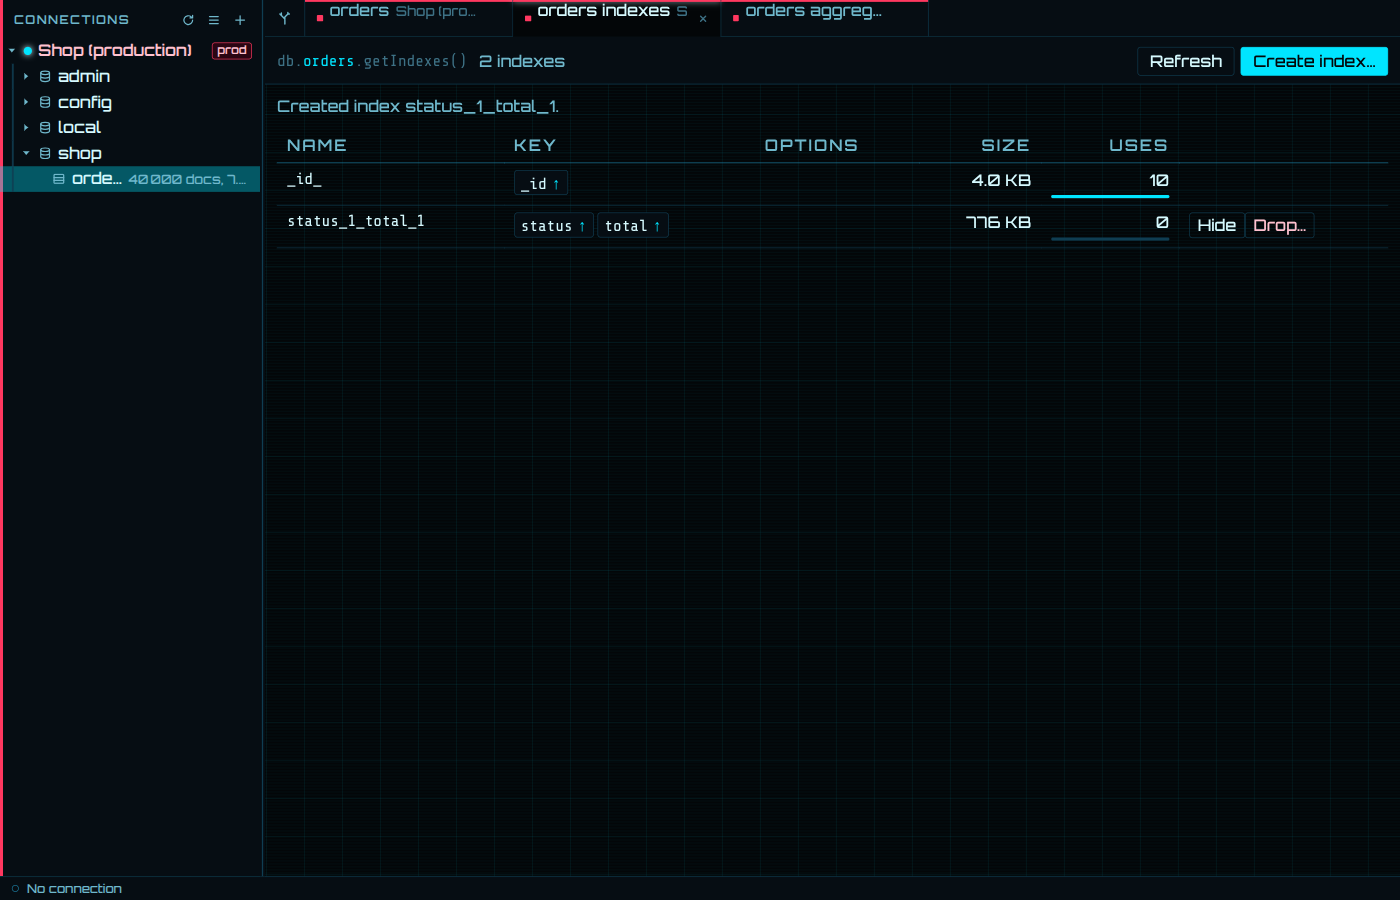 CONNECTIONS
Shop (production) prod
admin
config
local
shop
orde... 40 000 docs, 7....
orders Shop (pro...
orders indexes S ×
orders aggreg...
db.orders.getIndexes() 2 indexes
Refresh Create index...
Created index status_1_total_1.
NAME KEY OPTIONS SIZE USES
_id_ _id ↑ 4.0 KB 10
status_1_total_1 status ↑ total ↑ 776 KB 0 Hide Drop...
No connection